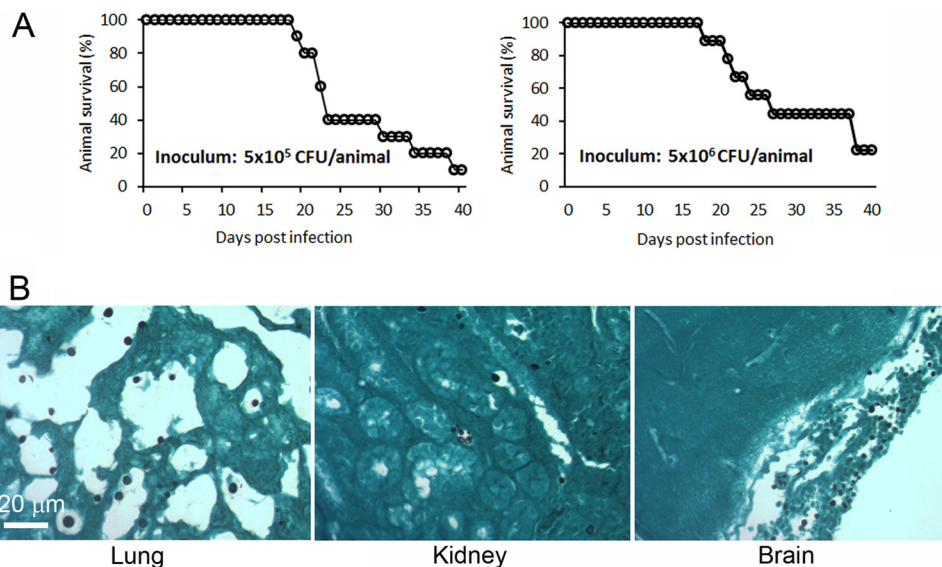 A
Animal survival (%)
100
80
60
40
20
0
Inoculum: 5x10⁵ CFU/animal
0 5 10 15 20 25 30 35 40
Days post infection
Animal survival (%)
100
80
60
40
20
0
Inoculum: 5x10⁶ CFU/animal
0 5 10 15 20 25 30 35 40
Days post infection
B
20 μm
Lung
Kidney
Brain